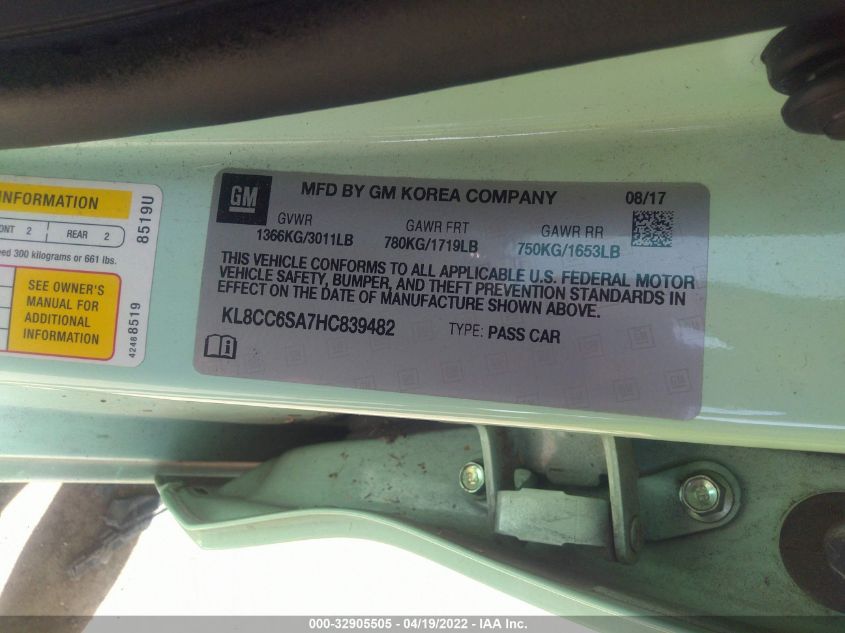 INFORMATION
ONT 2 REAR 2
eed 300 kilograms or 661 lbs.
SEE OWNER'S
MANUAL FOR
ADDITIONAL
INFORMATION
8519U
42468519
GM
MFD BY GM KOREA COMPANY 08/17
GVWR GAWR FRT GAWR RR
1366KG/3011LB 780KG/1719LB 750KG/1653LB
THIS VEHICLE CONFORMS TO ALL APPLICABLE U.S. FEDERAL MOTOR
VEHICLE SAFETY, BUMPER, AND THEFT PREVENTION STANDARDS IN
EFFECT ON THE DATE OF MANUFACTURE SHOWN ABOVE.
KL8CC6SA7HC839482 TYPE: PASS CAR
000-32905505 - 04/19/2022 - IAA Inc.